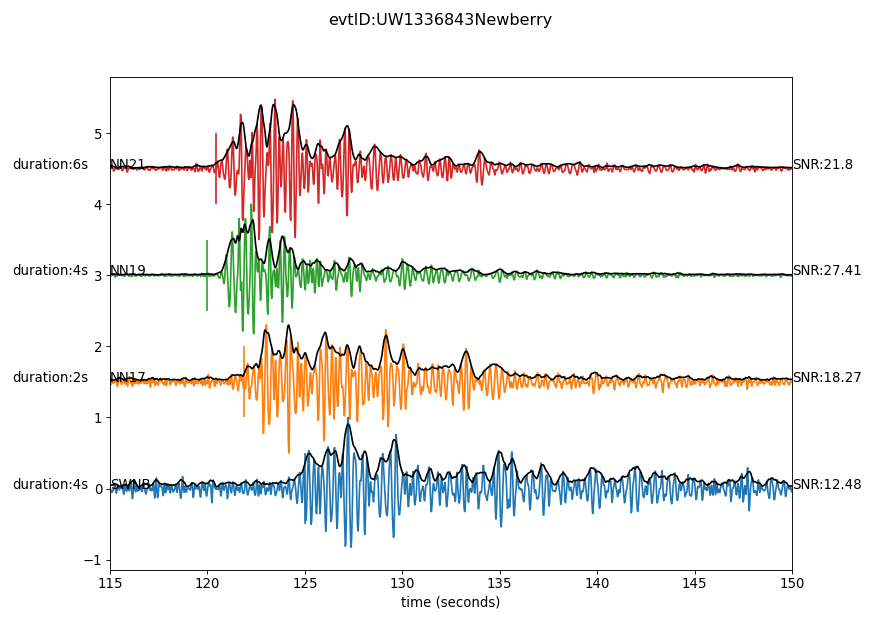 evtID:UW1336843Newberry
5
duration:6s NN21 SNR:21.8
4
duration:4s NN19 3 SNR:27.41
2
duration:2s NN17 SNR:18.27
1
duration:4s SWNB 0 SNR:12.48
−1
115 120 125 130 135 140 145 150
time (seconds)